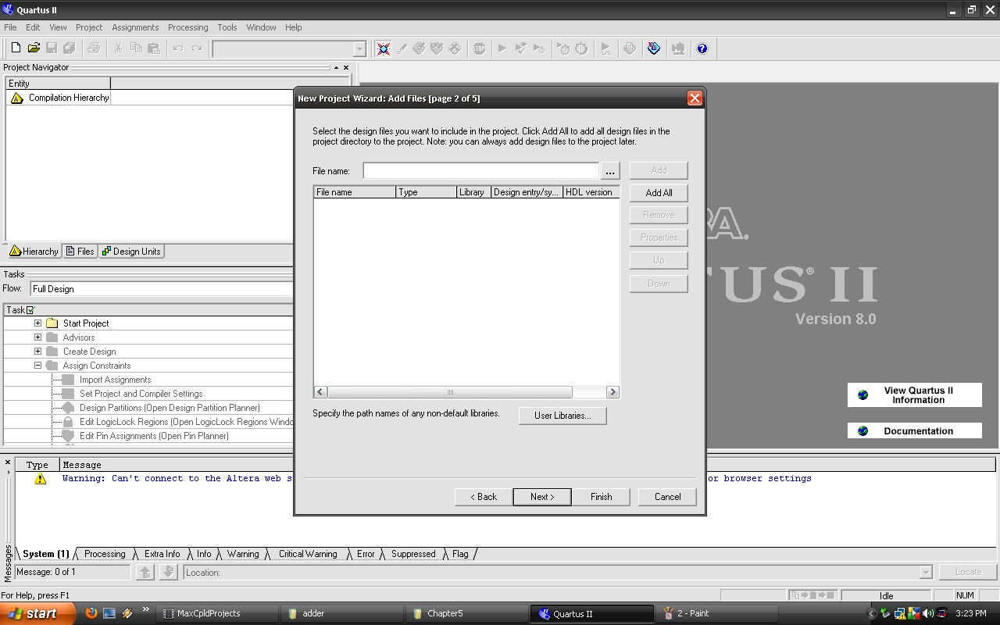 Quartus II
File Edit View Project Assignments Processing Tools Window Help
Project Navigator
Entity
Compilation Hierarchy
Hierarchy Files Design Units
Tasks
Flow: Full Design
Task
Start Project
Advisors
Create Design
Assign Constraints
Import Assignments
Set Project and Compiler Settings
Design Partitions (Open Design Partition Planner)
Edit LogicLock Regions (Open LogicLock Regions Windo
Edit Pin Assignments (Open Pin Planner)
New Project Wizard: Add Files [page 2 of 5]
Select the design files you want to include in the project. Click Add All to add all design files in the
project directory to the project. Note: you can always add design files to the project later.
File name: ... Add
File name Type Library Design entry/sy... HDL version Add All
Remove
Properties
Up
Down
Specify the path names of any non-default libraries. User Libraries...
< Back Next > Finish Cancel
RA.
TUS® II
Version 8.0
View Quartus II
Information
Documentation
Type Message
Warning: Can't connect to the Altera web s or browser settings
System (1) Processing Extra Info Info Warning Critical Warning Error Suppressed Flag
Messages
Message: 0 of 1 Location: Locate
For Help, press F1 Idle NUM
start MaxCpldProjects adder Chapter5 Quartus II 2 - Paint 3:23 PM